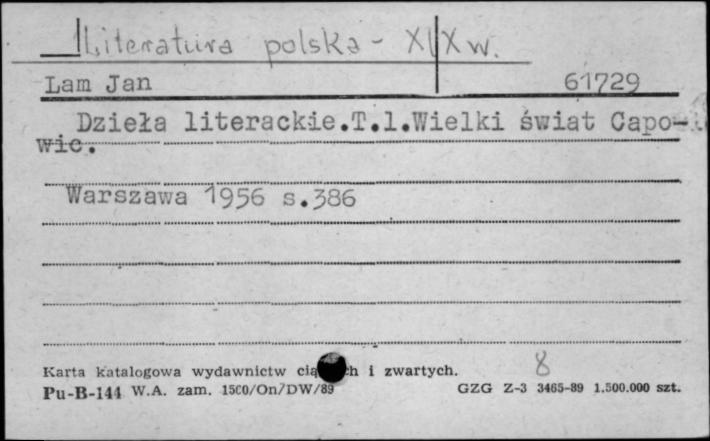 Literatura polska - XIX w.
Lam Jan 61729
Dzieła literackie.T.1.Wielki świat Capo-
wic.
Warszawa 1956 s.386
8
Karta katalogowa wydawnictw i zwartych.
Pu-B-144 W.A. zam. 1500/On/DW/89 GZG Z-3 3465-89 1.500.000 szt.